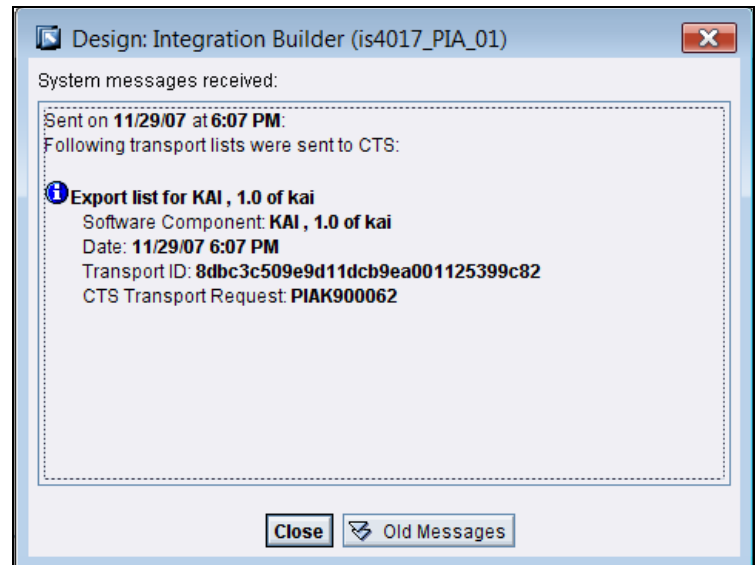 Design: Integration Builder (is4017_PIA_01)
System messages received:
Sent on 11/29/07 at 6:07 PM:
Following transport lists were sent to CTS:
Export list for KAI , 1.0 of kai
Software Component: KAI , 1.0 of kai
Date: 11/29/07 6:07 PM
Transport ID: 8dbc3c509e9d11dcb9ea001125399c82
CTS Transport Request: PIAK900062
Close Old Messages